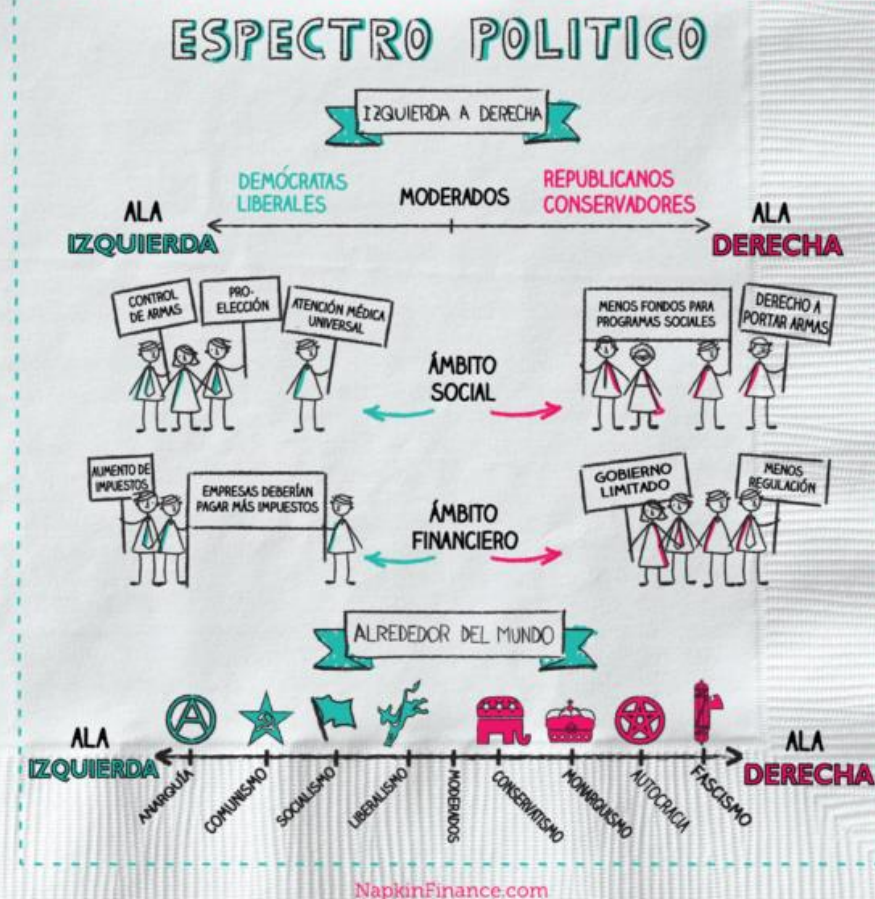 ESPECTRO POLITICO
IZQUIERDA A DERECHA
DEMÓCRATAS
LIBERALES
MODERADOS
REPUBLICANOS
CONSERVADORES
ALA
IZQUIERDA
ALA
DERECHA
CONTROL
DE ARMAS
PRO-
ELECCIÓN
ATENCIÓN MÉDICA
UNIVERSAL
ÁMBITO
SOCIAL
MENOS FONDOS PARA
PROGRAMAS SOCIALES
DERECHO A
PORTAR ARMAS
AUMENTO DE
IMPUESTOS
EMPRESAS DEBERÍAN
PAGAR MÁS IMPUESTOS
ÁMBITO
FINANCIERO
GOBIERNO
LIMITADO
MENOS
REGULACIÓN
ALREDEDOR DEL MUNDO
ALA
IZQUIERDA
A
ANARQUÍA
COMUNISMO
SOCIALISMO
LIBERALISMO
MODERADOS
CONSERVATISMO
MONARQUISMO
AUTOCRACIA
FASCISMO
ALA
DERECHA
NapkinFinance.com